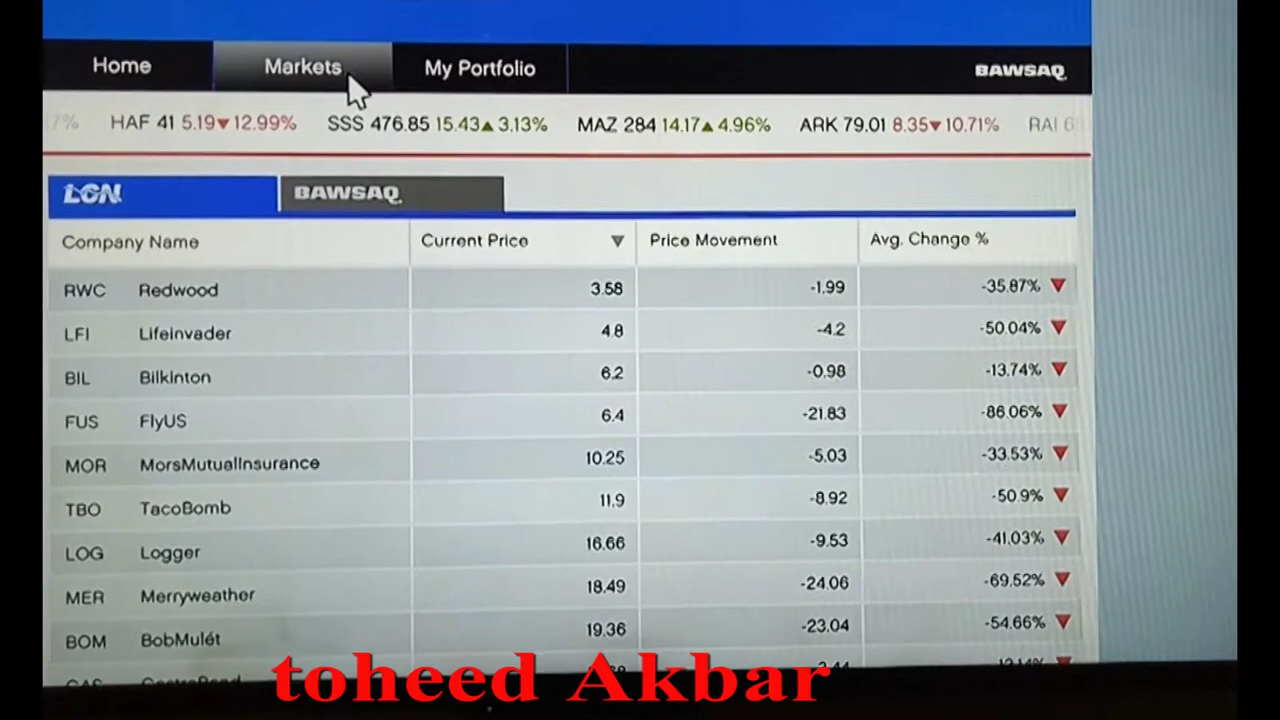 Home Markets My Portfolio BAWSAQ
7% HAF 41 5.19▼12.99% SSS 476.85 15.43▲3.13% MAZ 284 14.17▲4.96% ARK 79.01 8.35▼10.71% RAI
LCN BAWSAQ
Company Name Current Price ▼ Price Movement Avg. Change %
RWC Redwood 3.58 -1.99 -35.87% ▼
LFI Lifeinvader 4.8 -4.2 -50.04% ▼
BIL Bilkinton 6.2 -0.98 -13.74% ▼
FUS FlyUS 6.4 -21.83 -86.06% ▼
MOR MorsMutualInsurance 10.25 -5.03 -33.53% ▼
TBO TacoBomb 11.9 -8.92 -50.9% ▼
LOG Logger 16.66 -9.53 -41.03% ▼
MER Merryweather 18.49 -24.06 -69.52% ▼
BOM BobMulét 19.36 -23.04 -54.66% ▼
toheed Akbar